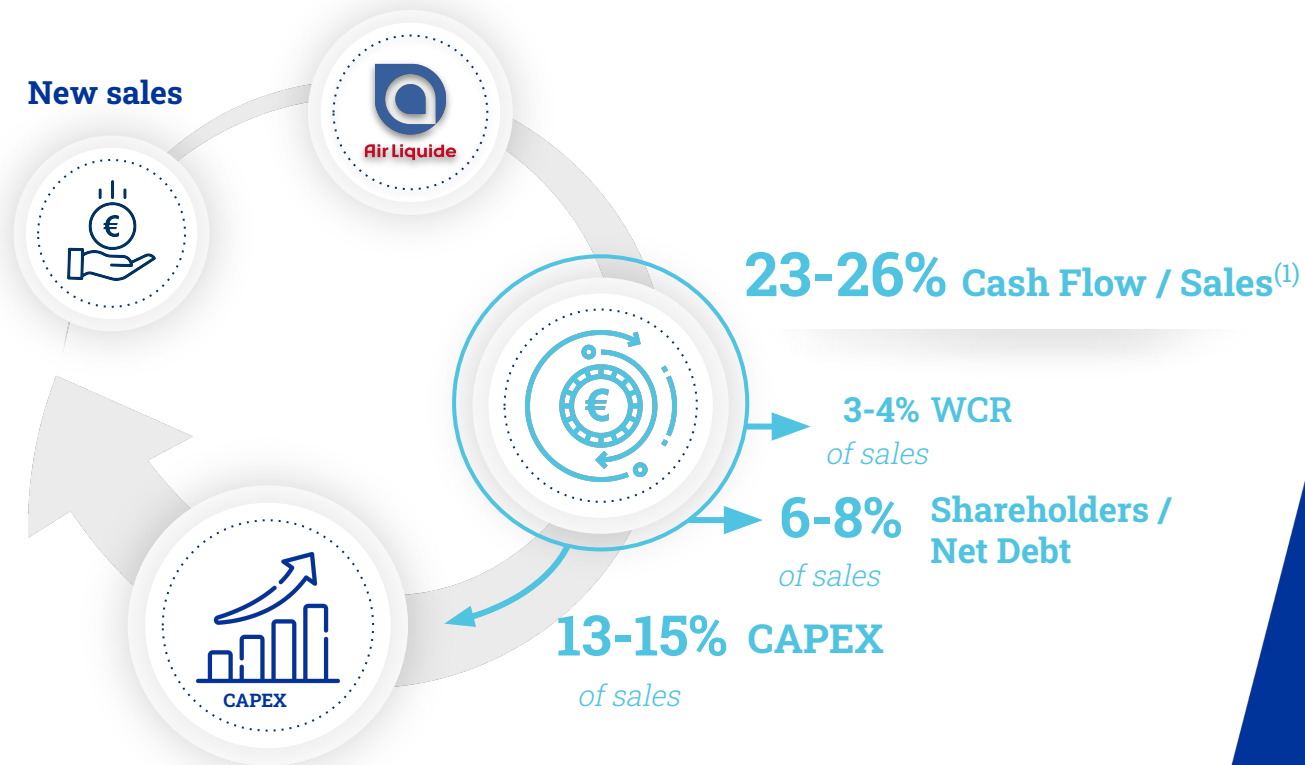 New sales
Air Liquide
€
23-26% Cash Flow / Sales(1)
€
3-4% WCR
of sales
6-8% Shareholders /
Net Debt
of sales
13-15% CAPEX
of sales
CAPEX